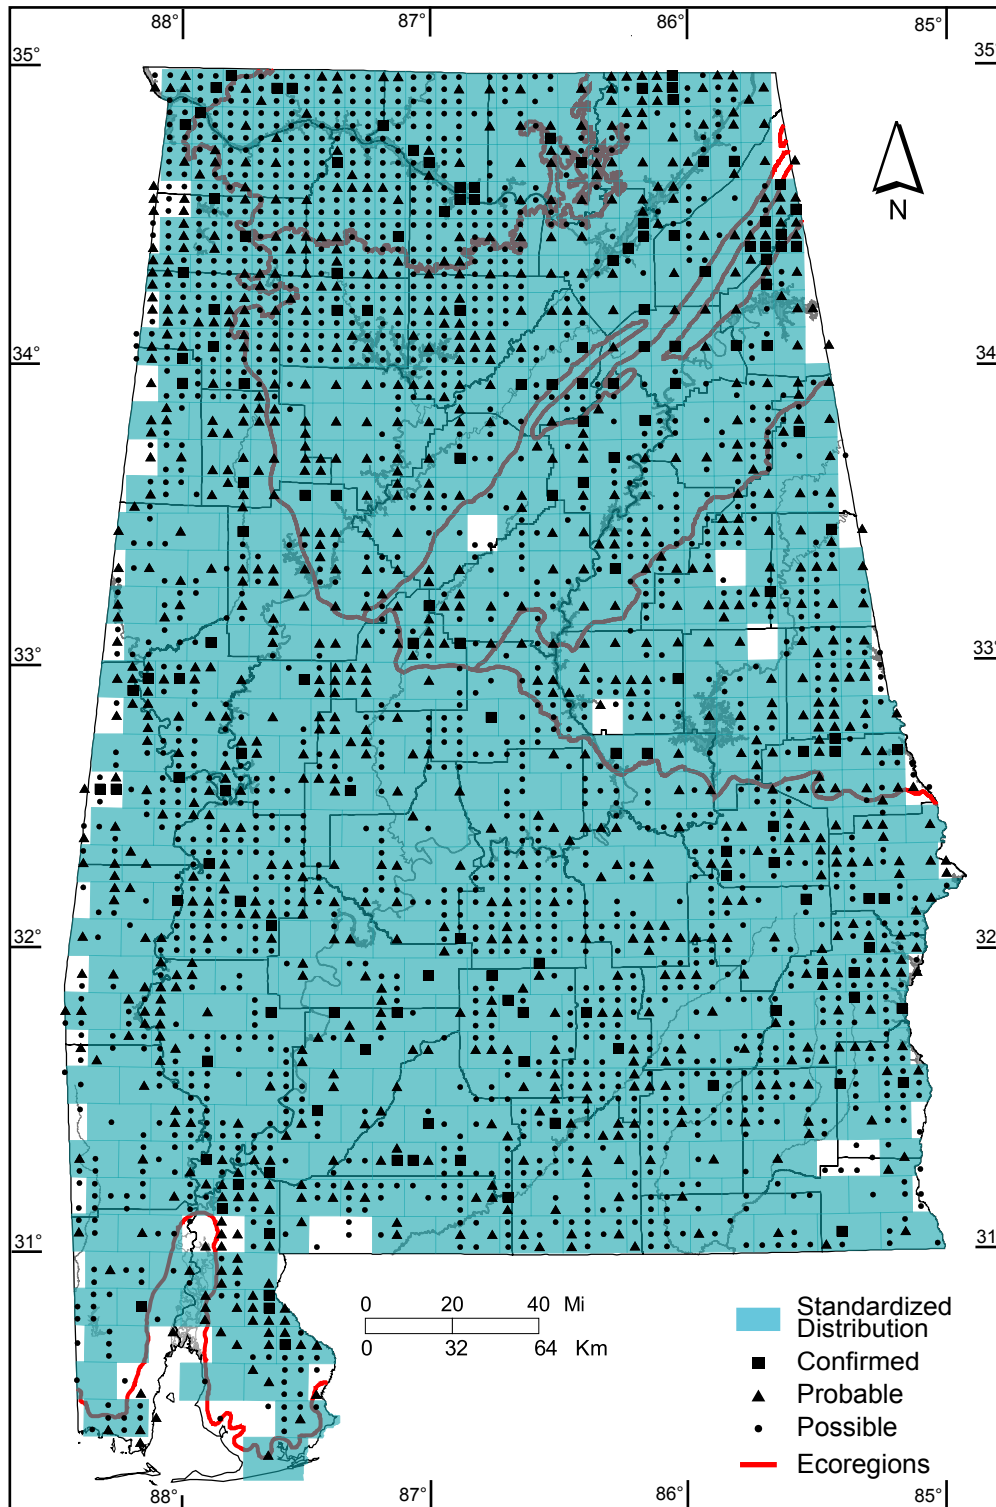 88° 87° 86° 85°
35° 35°
N
34° 34
33° 33°
32° 32
31° 31
0 20 40 Mi
0 32 64 Km
Standardized
Distribution
Confirmed
Probable
Possible
Ecoregions
88° 87° 86° 85°